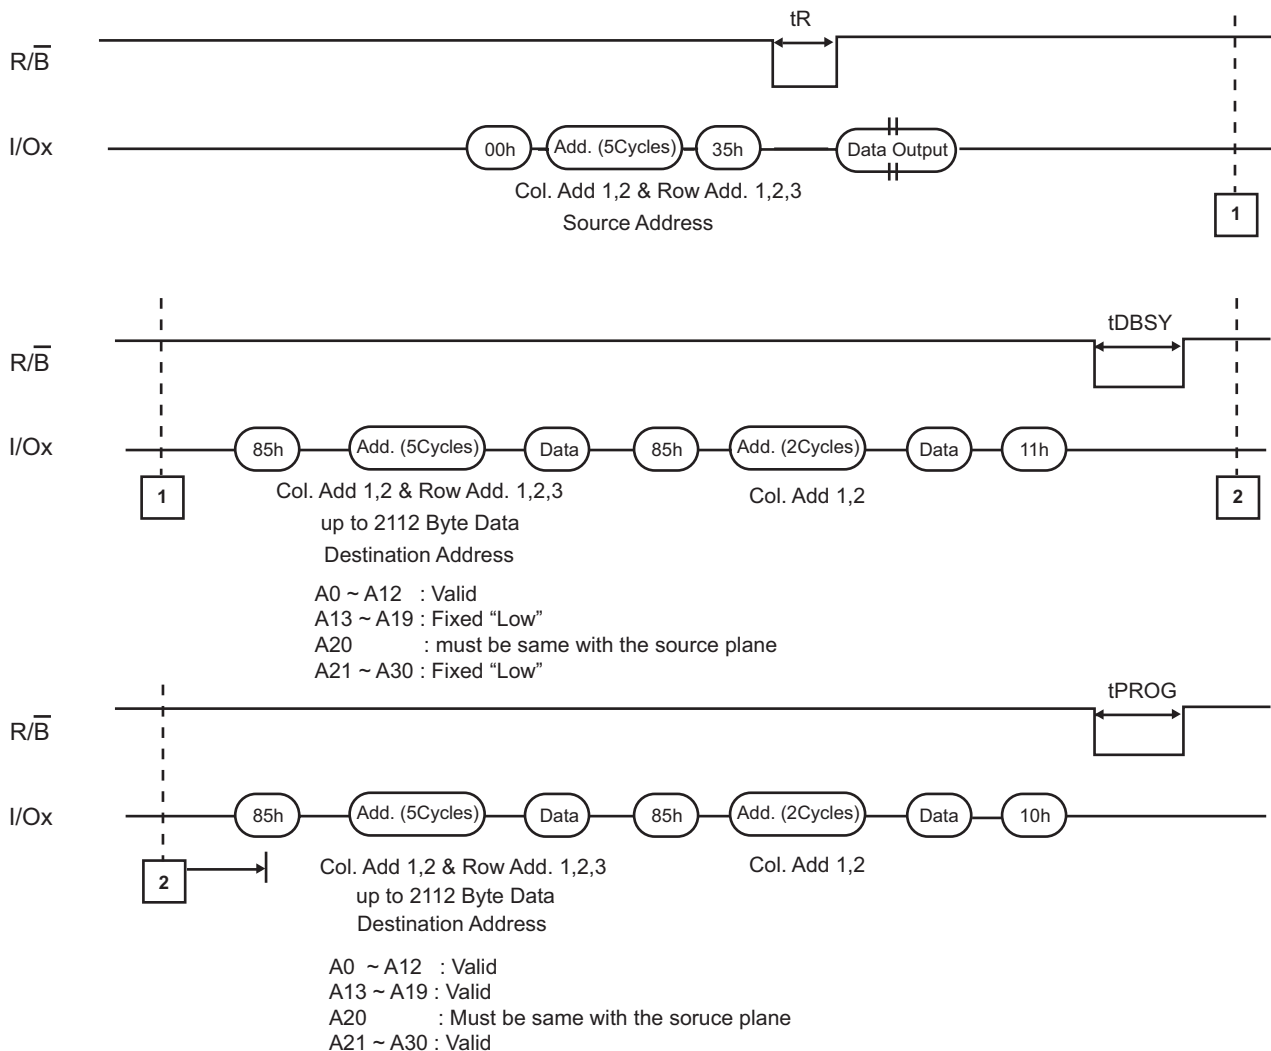 tR
R/B̅
I/Ox
00h Add. (5Cycles) 35h Data Output
Col. Add 1,2 & Row Add. 1,2,3
Source Address
1
tDBSY
R/B̅
I/Ox
85h Add. (5Cycles) Data 85h Add. (2Cycles) Data 11h
1
Col. Add 1,2 & Row Add. 1,2,3
Col. Add 1,2
2
up to 2112 Byte Data
Destination Address
A0 ~ A12 : Valid
A13 ~ A19 : Fixed “Low”
A20 : must be same with the source plane
A21 ~ A30 : Fixed “Low”
tPROG
R/B̅
I/Ox
85h Add. (5Cycles) Data 85h Add. (2Cycles) Data 10h
2
Col. Add 1,2 & Row Add. 1,2,3
Col. Add 1,2
up to 2112 Byte Data
Destination Address
A0 ~ A12 : Valid
A13 ~ A19 : Valid
A20 : Must be same with the soruce plane
A21 ~ A30 : Valid